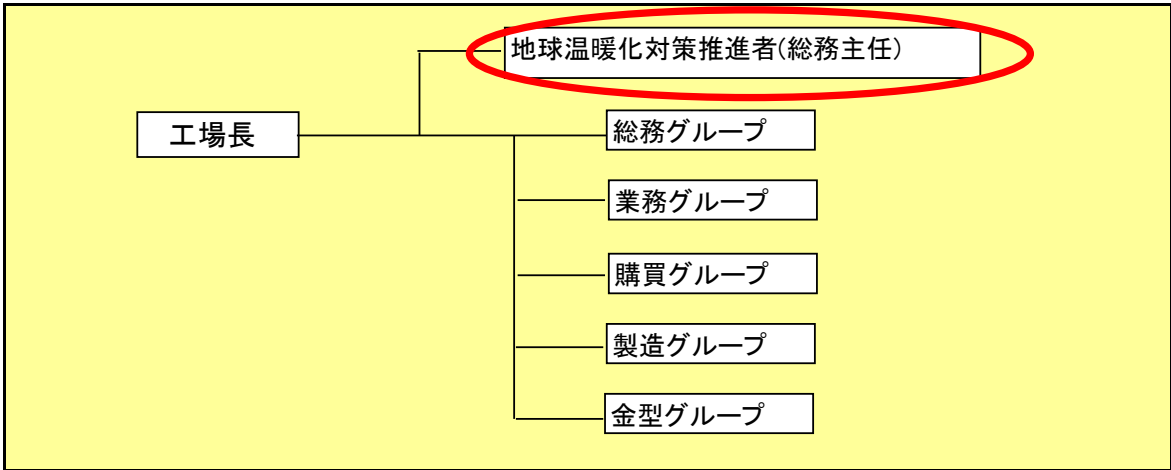 地球温暖化対策推進者(総務主任)
工場長
総務グループ
業務グループ
購買グループ
製造グループ
金型グループ